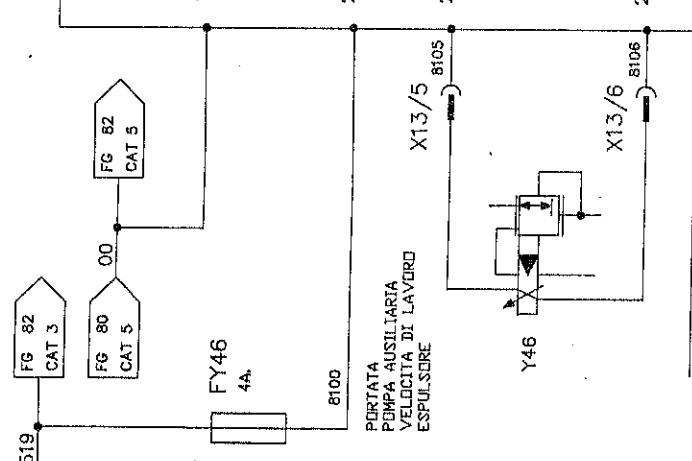 FG 82
CAT 3
FG 82
CAT 5
FG 80
CAT 5
00
619
FY46
4A.
8100
PORTATA
POMPA AUSILIARIA
VELOCITA DI LAVORO
ESPULSORE
X13/5
8105
X13/6
8106
Y46